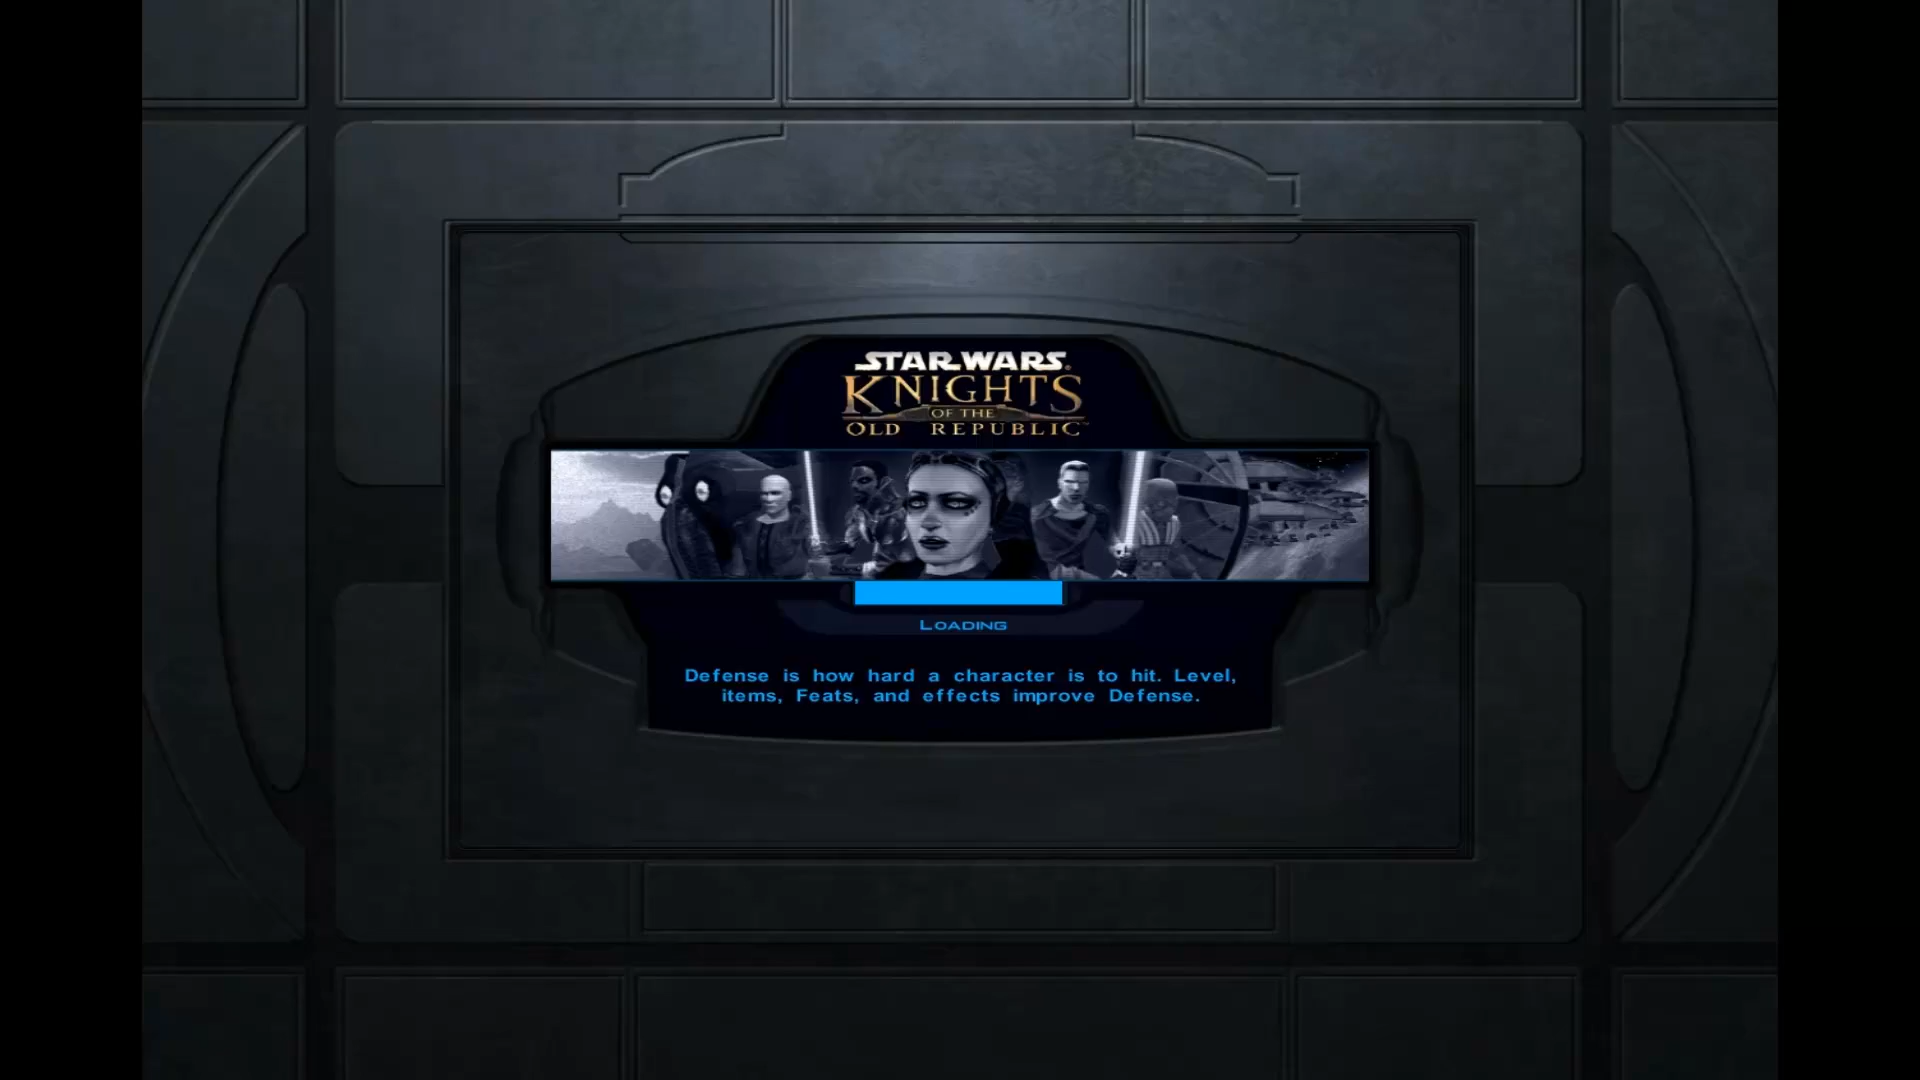 STAR WARS
KNIGHTS
OF THE
OLD REPUBLIC™
LOADING
Defense is how hard a character is to hit. Level,
items, Feats, and effects improve Defense.